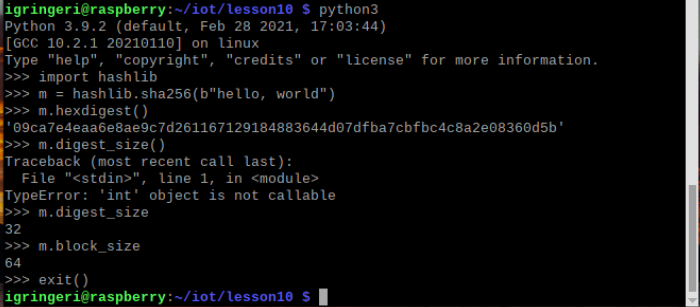 igringeri@raspberry:~/iot/lesson10 $ python3
Python 3.9.2 (default, Feb 28 2021, 17:03:44)
[GCC 10.2.1 20210110] on linux
Type "help", "copyright", "credits" or "license" for more information.
>>> import hashlib
>>> m = hashlib.sha256(b"hello, world")
>>> m.hexdigest()
'09ca7e4eaa6e8ae9c7d261167129184883644d07dfba7cbfbc4c8a2e08360d5b'
>>> m.digest_size()
Traceback (most recent call last):
  File "<stdin>", line 1, in <module>
TypeError: 'int' object is not callable
>>> m.digest_size
32
>>> m.block_size
64
>>> exit()
igringeri@raspberry:~/iot/lesson10 $